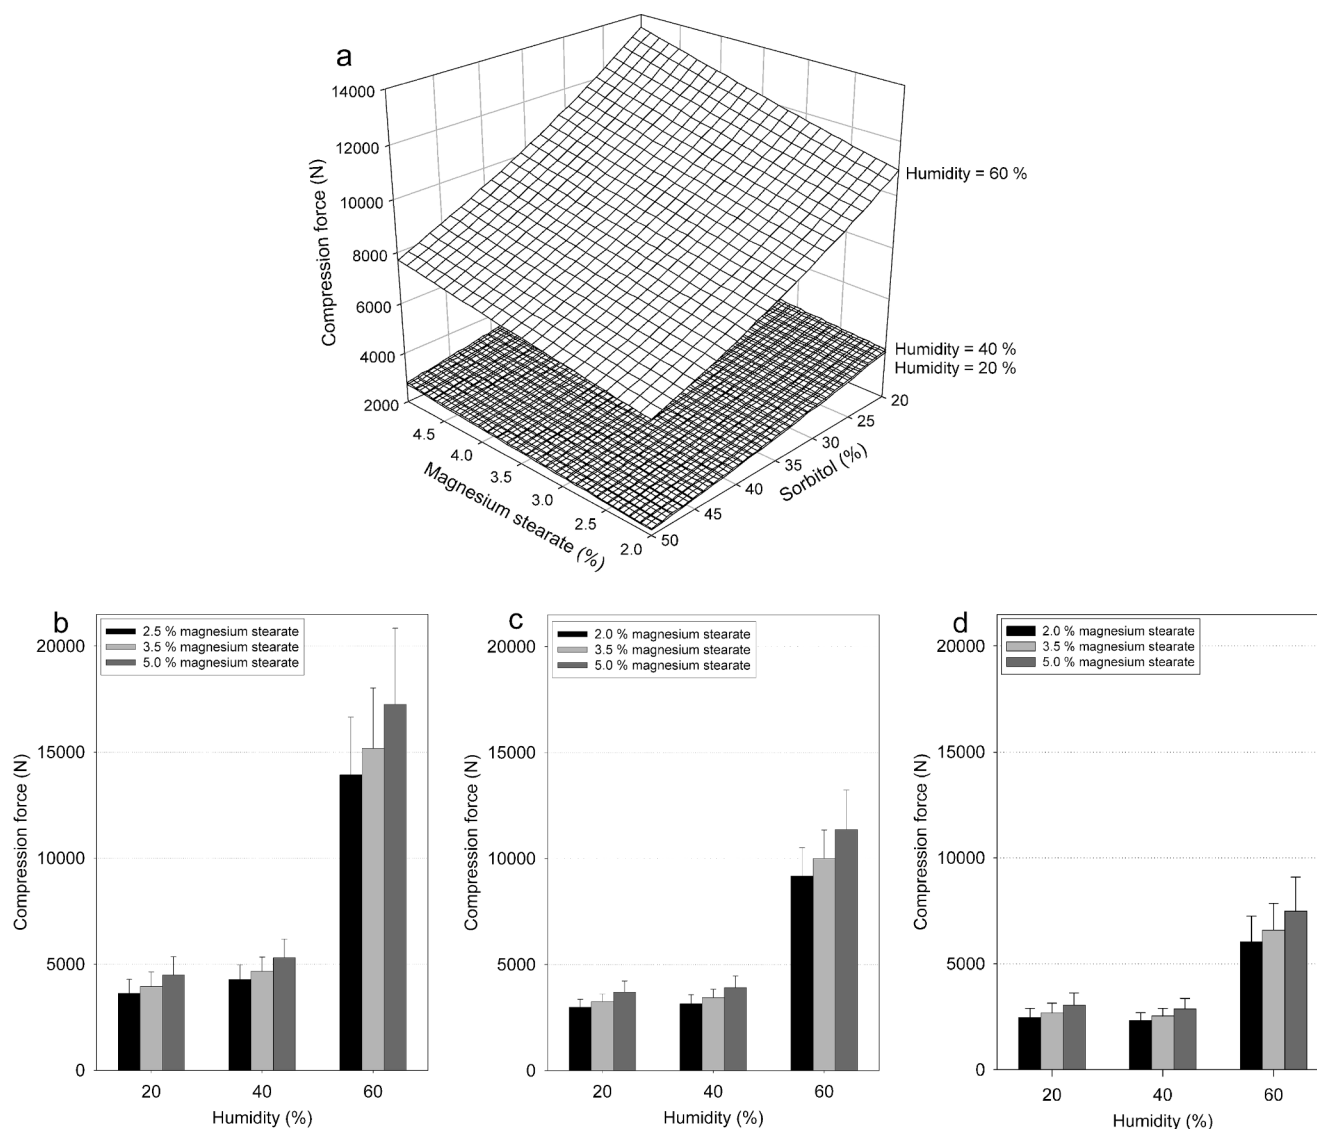 a
14000
12000
10000
8000
6000
4000
2000
Compression force (N)
Humidity = 60 %
Humidity = 40 %
Humidity = 20 %
4.5
4.0
3.5
3.0
2.5
2.0
Magnesium stearate (%)
20
25
30
35
40
45
50
Sorbitol (%)
b
2.5 % magnesium stearate
3.5 % magnesium stearate
5.0 % magnesium stearate
20000
15000
10000
5000
0
Compression force (N)
20 40 60
Humidity (%)
c
2.0 % magnesium stearate
3.5 % magnesium stearate
5.0 % magnesium stearate
20000
15000
10000
5000
0
Compression force (N)
20 40 60
Humidity (%)
d
2.0 % magnesium stearate
3.5 % magnesium stearate
5.0 % magnesium stearate
20000
15000
10000
5000
0
Compression force (N)
20 40 60
Humidity (%)